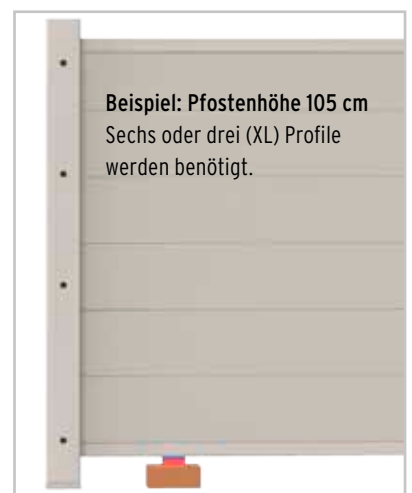 Beispiel: Pfostenhöhe 105 cm
Sechs oder drei (XL) Profile
werden benötigt.